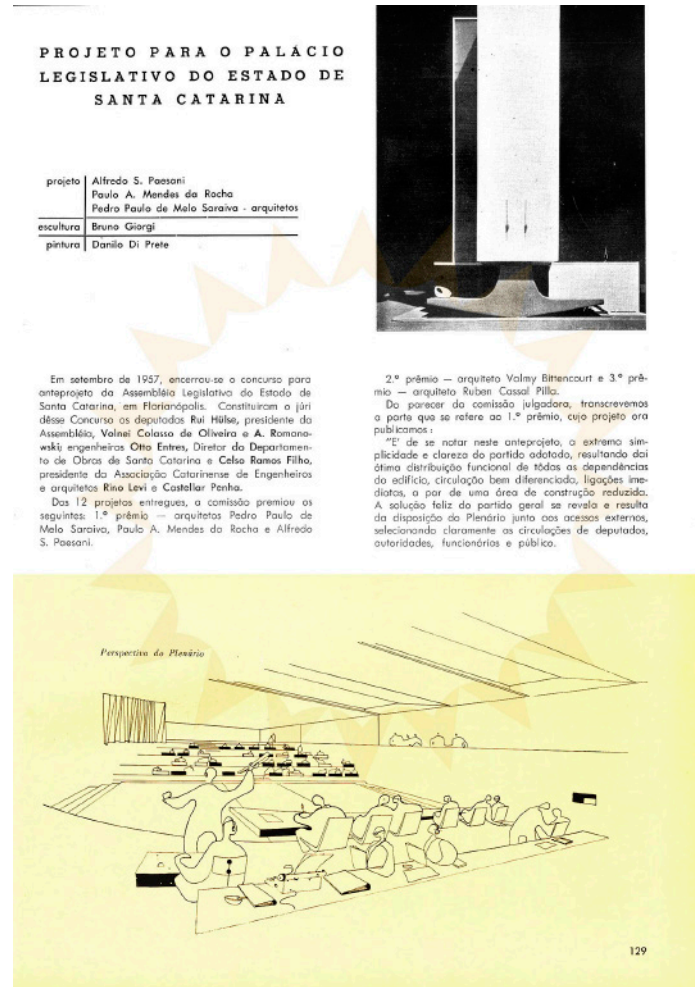 PROJETO PARA O PALÁCIO
LEGISLATIVO DO ESTADO DE
SANTA CATARINA
projeto Alfredo S. Paesani
Paulo A. Mendes da Rocha
Pedro Paulo de Melo Saraiva - arquitetos
escultura Bruno Giorgi
pintura Danilo Di Prete
Em setembro de 1957, encerrou-se o concurso para
anteprojeto da Assembléia Legislativa do Estado de
Santa Catarina, em Florianópolis. Constituiram o júri
dêsse Concurso os deputados Rui Hülse, presidente da
Assembléia, Volnei Colasso de Oliveira e A. Romano-
wski; engenheiros Otto Entres, Diretor do Departamen-
to de Obras de Santa Catarina e Celso Ramos Filho,
presidente da Associação Catarinense de Engenheiros
e arquitetos Rino Levi e Castellar Penha.
Dos 12 projetos entregues, a comissão premiou os
seguintes: 1.º prêmio — arquitetos Pedro Paulo de
Melo Saraiva, Paulo A. Mendes da Rocha e Alfredo
S. Paesani.
2.º prêmio — arquiteto Valmy Bittencourt e 3.º prê-
mio — arquiteto Ruben Cassal Pilla.
Do parecer da comissão julgadora, transcrevemos
a parte que se refere ao 1.º prêmio, cujo projeto ora
publicamos :
"E' de se notar neste anteprojeto, a extrema sim-
plicidade e clareza do partido adotado, resultando daí
ótima distribuição funcional de tôdas as dependências
do edifício, circulação bem diferenciada, ligações ime-
diatas, a par de uma área de construção reduzida.
A solução feliz do partido geral se revela e resulta
da disposição do Plenário junto aos acessos externos,
selecionando claramente as circulações de deputados,
autoridades, funcionários e público.
Perspectiva do Plenário
129